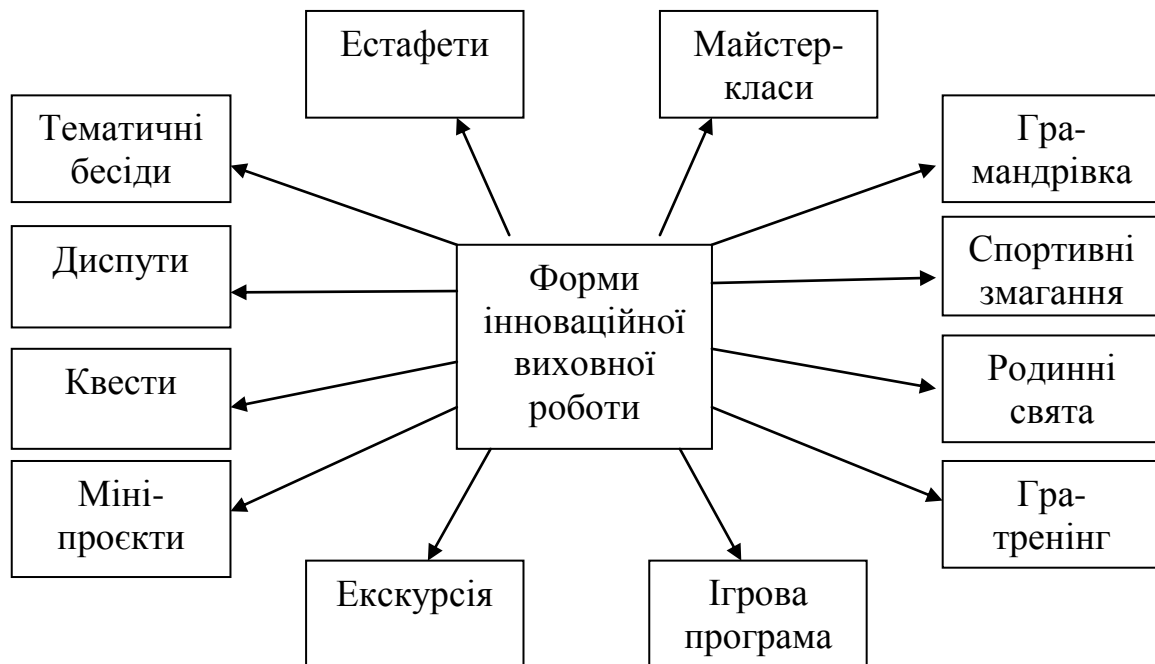 Естафети
Майстер-
класи
Тематичні
бесіди
Гра-
мандрівка
Диспути
Форми
інноваційної
виховної
роботи
Спортивні
змагання
Квести
Родинні
свята
Міні-
проєкти
Гра-
тренінг
Екскурсія
Ігрова
програма